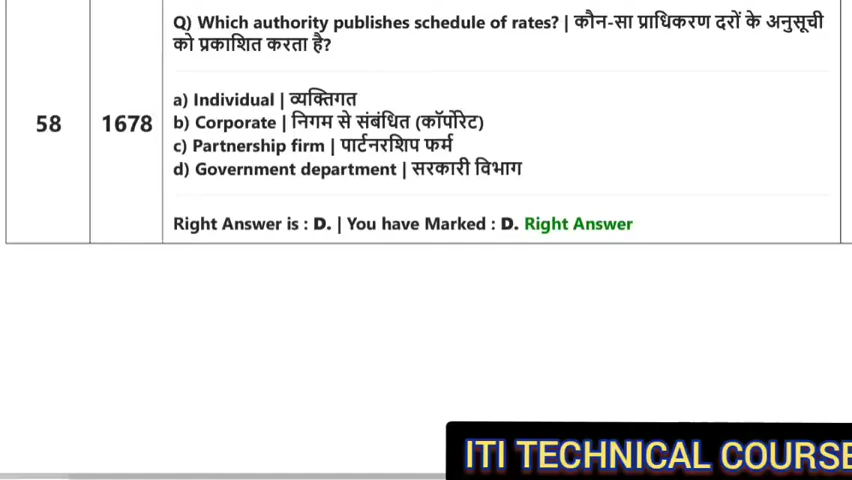 Q) Which authority publishes schedule of rates? | कौन-सा प्राधिकरण दरों के अनुसूची
को प्रकाशित करता है?
a) Individual | व्यक्तिगत
58 1678 b) Corporate | निगम से संबंधित (कॉर्पोरेट)
c) Partnership firm | पार्टनरशिप फर्म
d) Government department | सरकारी विभाग
Right Answer is : D. | You have Marked : D. Right Answer
ITI TECHNICAL COURSE